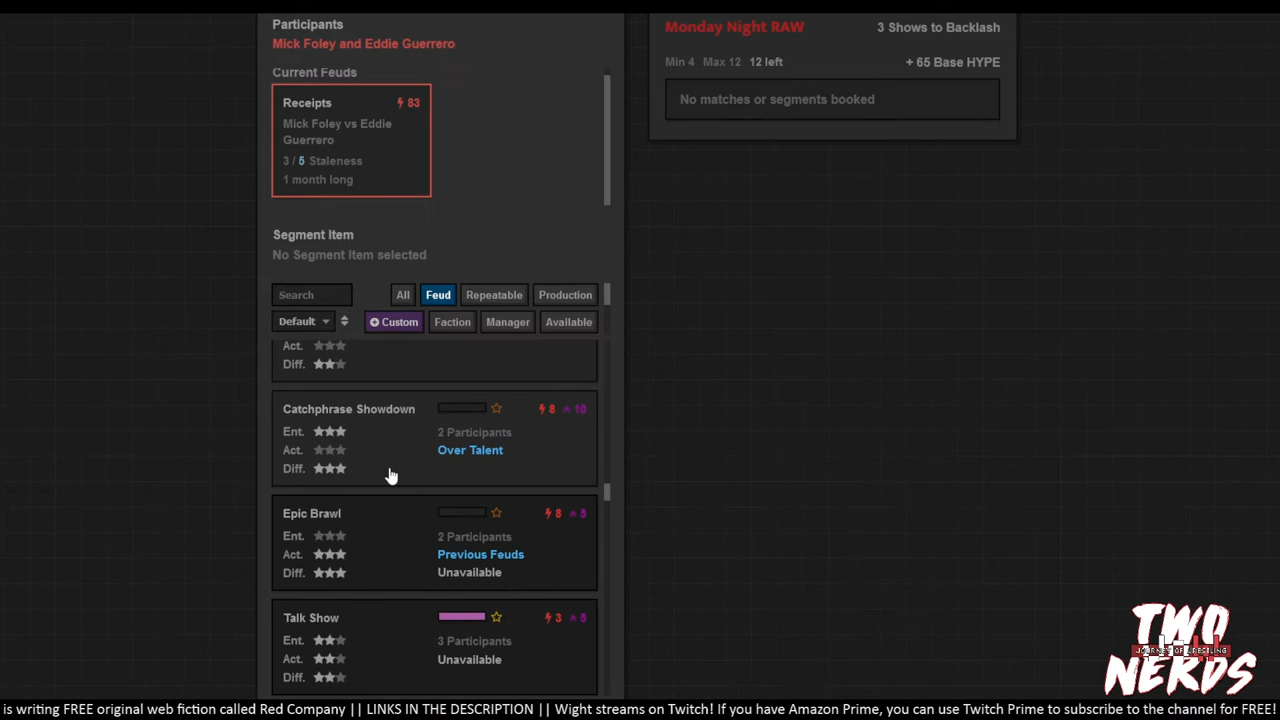 Participants
Mick Foley and Eddie Guerrero
Current Feuds
Receipts 83
Mick Foley vs Eddie
Guerrero
3 / 5 Staleness
1 month long
Segment Item
No Segment Item selected
Search All Feud Repeatable Production
Default Custom Faction Manager Available
Act.
Diff.
Catchphrase Showdown 8 10
Ent. 2 Participants
Act. Over Talent
Diff.
Epic Brawl 8 5
Ent. 2 Participants
Act. Previous Feuds
Diff. Unavailable
Talk Show 3 5
Ent. 3 Participants
Act. Unavailable
Diff.
Monday Night RAW 3 Shows to Backlash
Min 4 Max 12 12 left + 65 Base HYPE
No matches or segments booked
TWO
JOURNEY OF WRESTLING
NERDS
is writing FREE original web fiction called Red Company || LINKS IN THE DESCRIPTION || Wight streams on Twitch! If you have Amazon Prime, you can use Twitch Prime to subscribe to the channel for FREE!